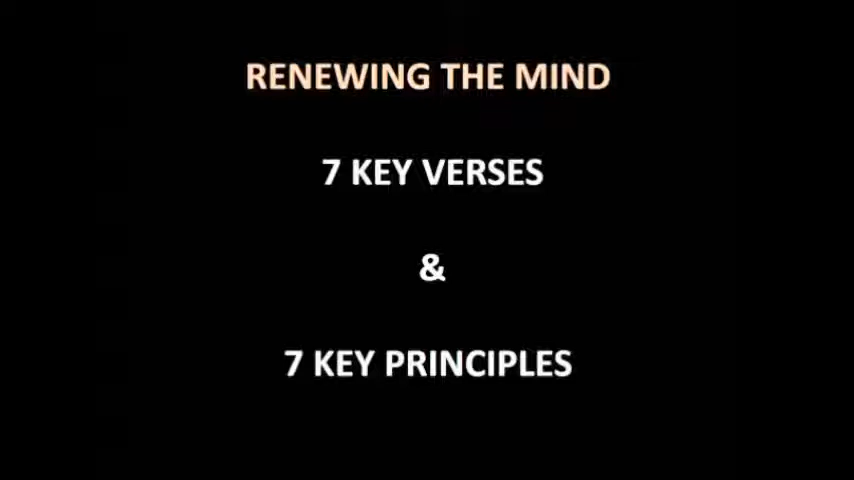 RENEWING THE MIND
7 KEY VERSES
&
7 KEY PRINCIPLES